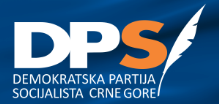 DPS
DEMOKRATSKA PARTIJA
SOCIJALISTA CRNE GORE